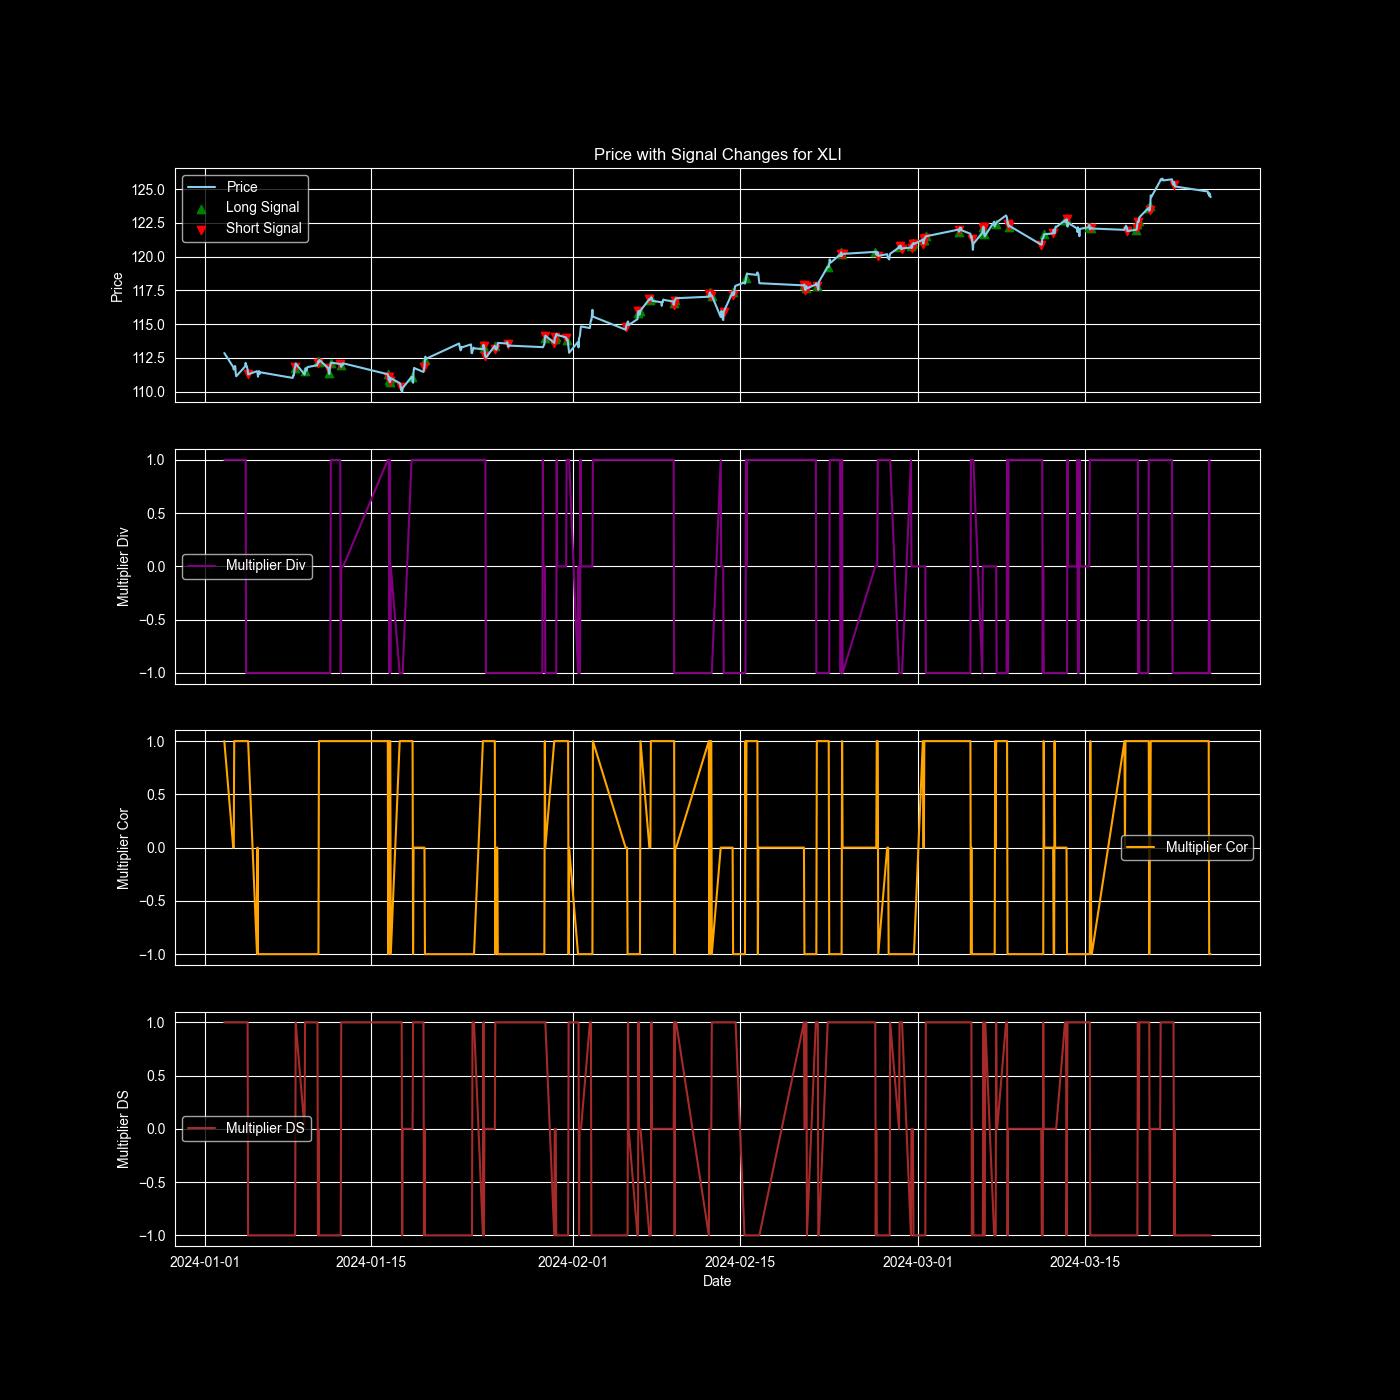 Price with Signal Changes for XLI
Price
125.0
122.5
120.0
117.5
115.0
112.5
110.0
Price
Long Signal
Short Signal
Multiplier Div
1.0
0.5
0.0
−0.5
−1.0
Multiplier Div
Multiplier Cor
1.0
0.5
0.0
−0.5
−1.0
Multiplier Cor
Multiplier DS
1.0
0.5
0.0
−0.5
−1.0
Multiplier DS
2024-01-01
2024-01-15
2024-02-01
2024-02-15
2024-03-01
2024-03-15
Date